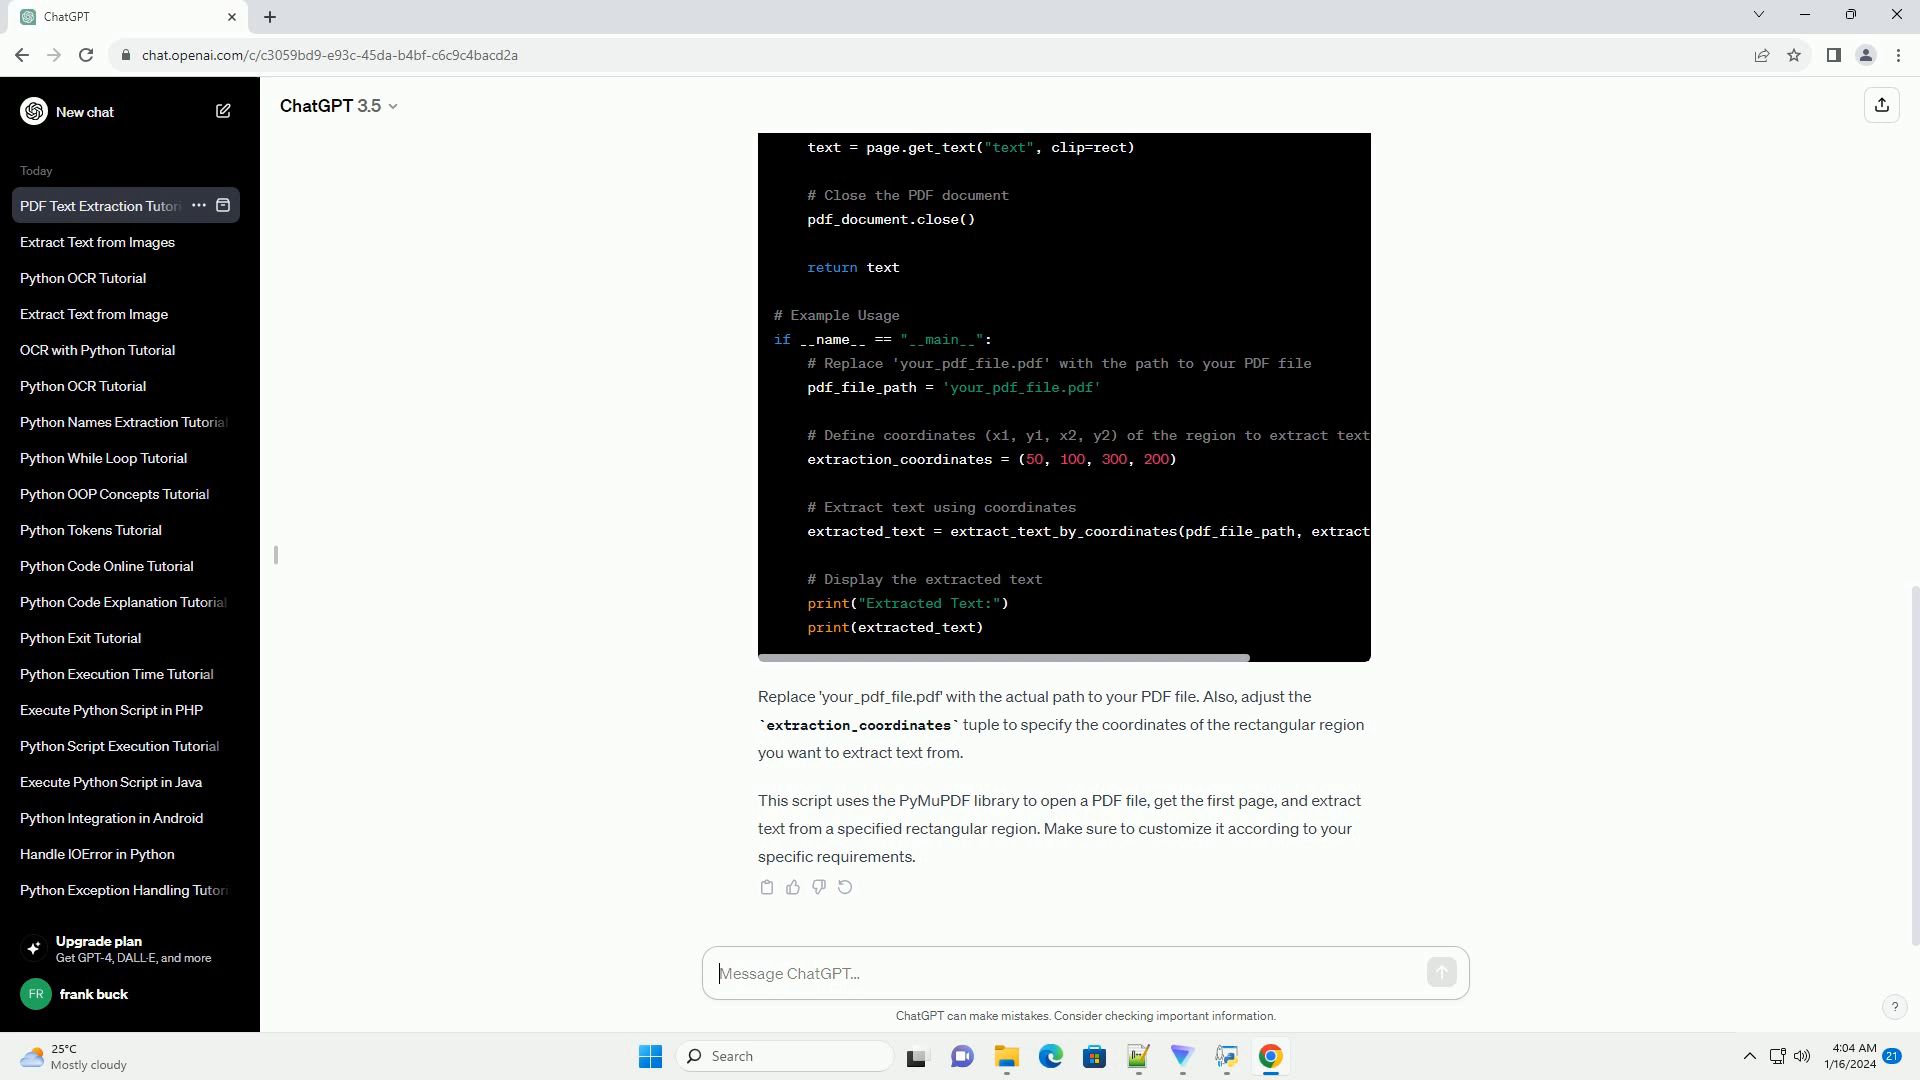 ChatGPT
chat.openai.com/c/c3059bd9-e93c-45da-b4bf-c6c9c4bacd2a
New chat
Today
PDF Text Extraction Tutori
Extract Text from Images
Python OCR Tutorial
Extract Text from Image
OCR with Python Tutorial
Python OCR Tutorial
Python Names Extraction Tutorial
Python While Loop Tutorial
Python OOP Concepts Tutorial
Python Tokens Tutorial
Python Code Online Tutorial
Python Code Explanation Tutorial
Python Exit Tutorial
Python Execution Time Tutorial
Execute Python Script in PHP
Python Script Execution Tutorial
Execute Python Script in Java
Python Integration in Android
Handle IOError in Python
Python Exception Handling Tutori
Upgrade plan
Get GPT-4, DALL·E, and more
FR frank buck
ChatGPT 3.5
text = page.get_text("text", clip=rect)
# Close the PDF document
pdf_document.close()
return text
# Example Usage
if __name__ == "__main__":
# Replace 'your_pdf_file.pdf' with the path to your PDF file
pdf_file_path = 'your_pdf_file.pdf'
# Define coordinates (x1, y1, x2, y2) of the region to extract text
extraction_coordinates = (50, 100, 300, 200)
# Extract text using coordinates
extracted_text = extract_text_by_coordinates(pdf_file_path, extract
# Display the extracted text
print("Extracted Text:")
print(extracted_text)
Replace 'your_pdf_file.pdf' with the actual path to your PDF file. Also, adjust the
`extraction_coordinates` tuple to specify the coordinates of the rectangular region
you want to extract text from.
This script uses the PyMuPDF library to open a PDF file, get the first page, and extract
text from a specified rectangular region. Make sure to customize it according to your
specific requirements.
Message ChatGPT...
ChatGPT can make mistakes. Consider checking important information.
?
25°C
Mostly cloudy
Search
4:04 AM
1/16/2024
21